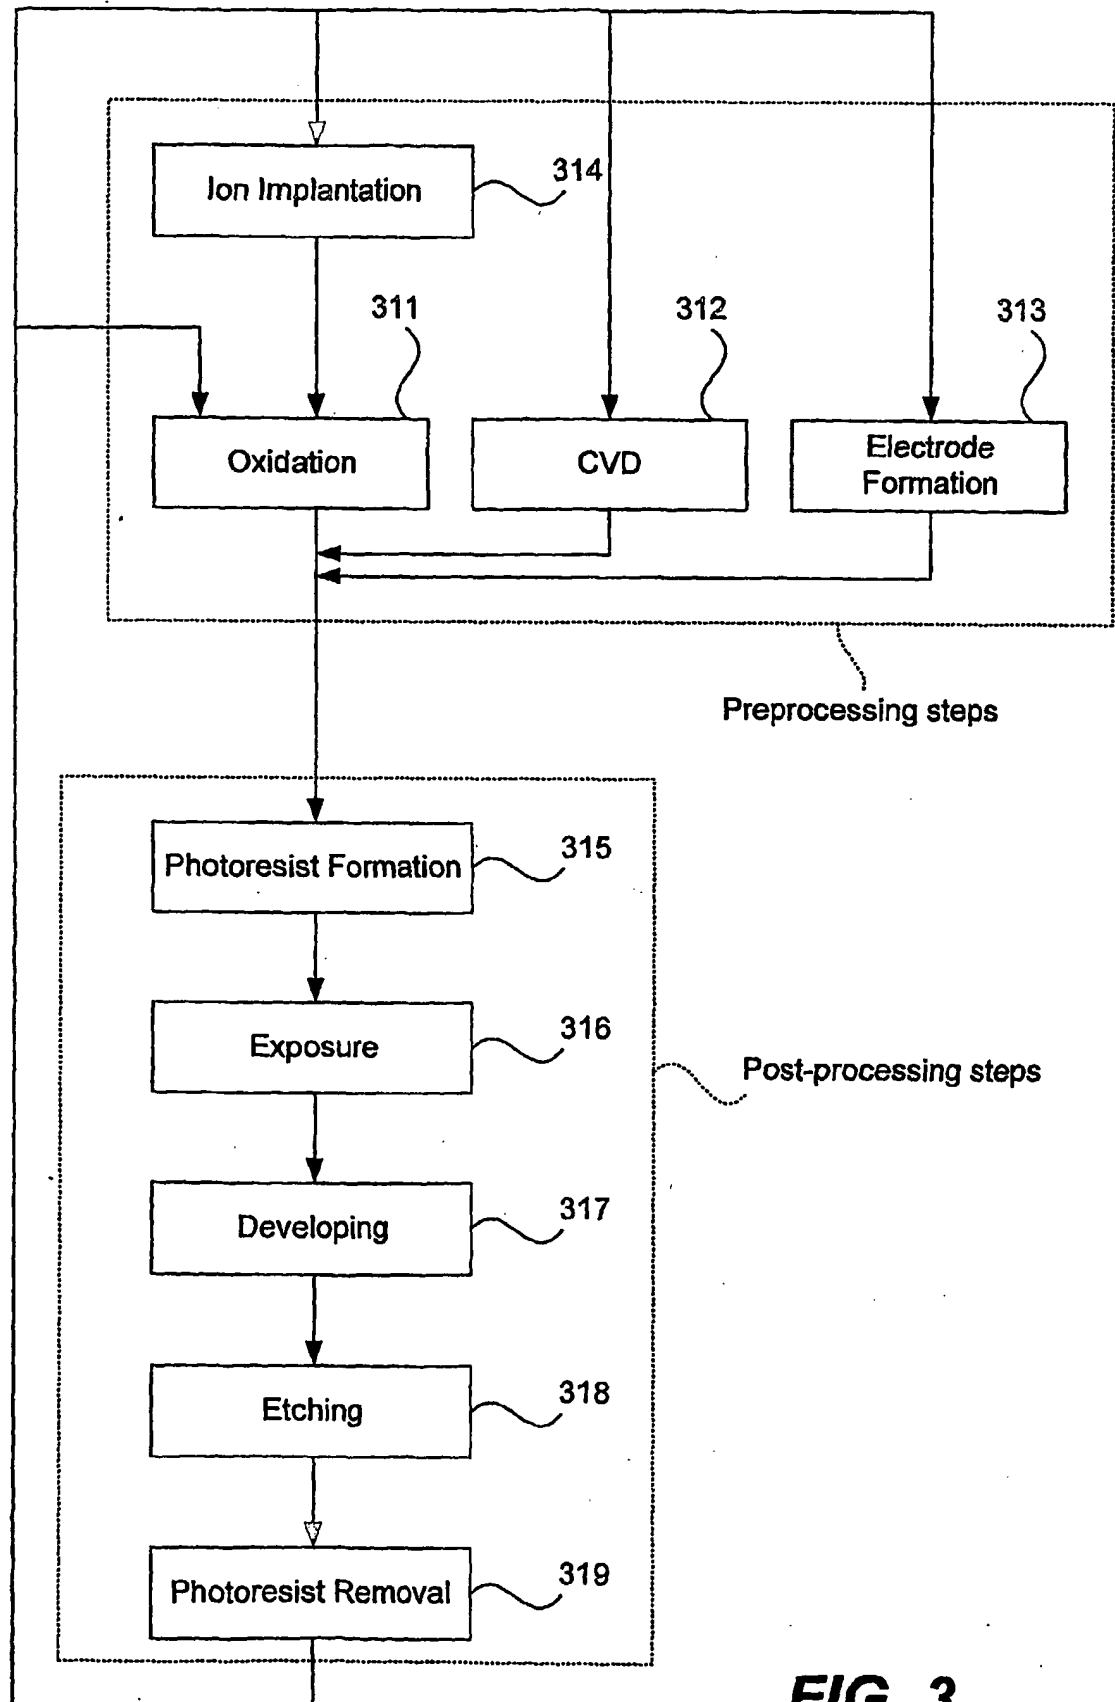 Ion Implantation
314
311
312
313
Oxidation
CVD
Electrode
Formation
Preprocessing steps
Photoresist Formation
315
Exposure
316
Post-processing steps
Developing
317
Etching
318
Photoresist Removal
319
FIG. 3